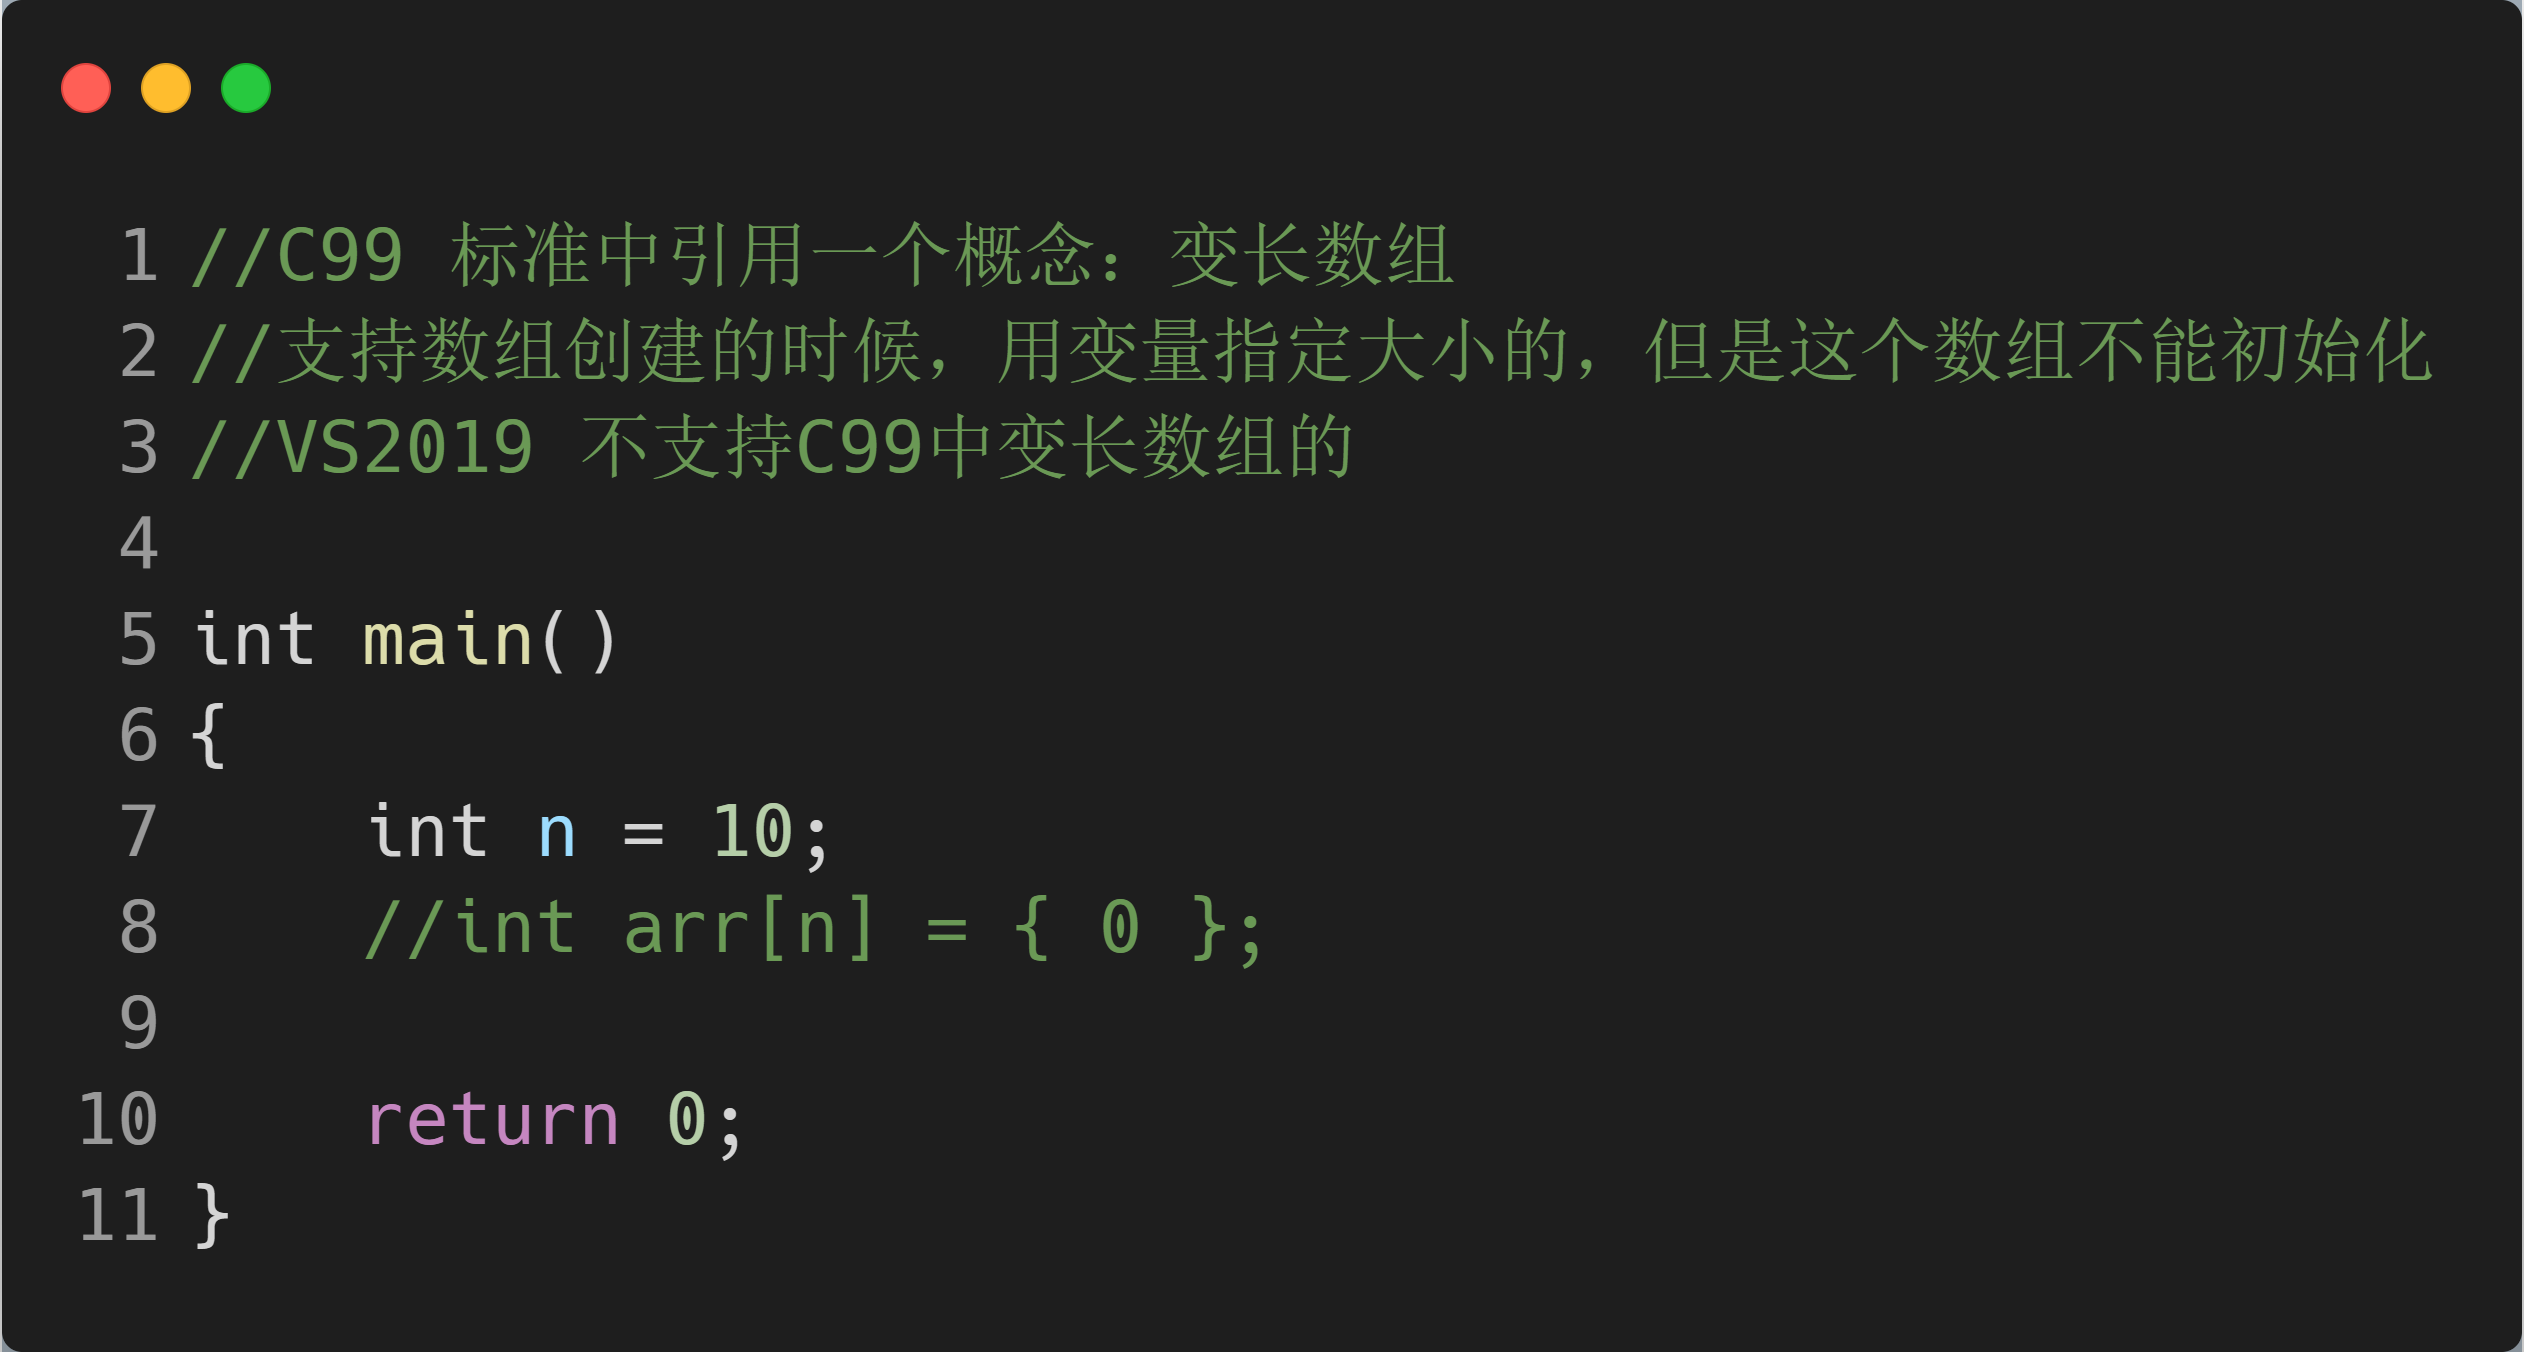 1 //C99 标准中引用一个概念：变长数组
2 //支持数组创建的时候，用变量指定大小的，但是这个数组不能初始化
3 //VS2019 不支持C99中变长数组的
4
5 int main()
6 {
7     int n = 10;
8     //int arr[n] = { 0 };
9
10     return 0;
11 }